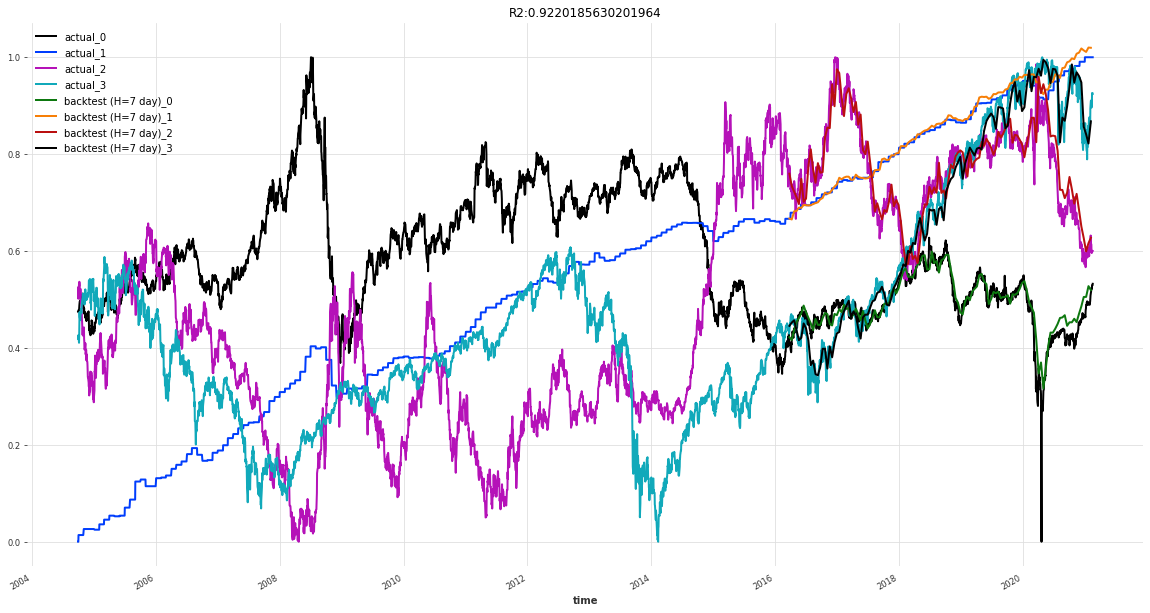 R2:0.9220185630201964
actual_0
actual_1
actual_2
actual_3
backtest (H=7 day)_0
backtest (H=7 day)_1
backtest (H=7 day)_2
backtest (H=7 day)_3
1.0
0.8
0.6
0.4
0.2
0.0
2004 2006 2008 2010 2012 2014 2016 2018 2020
time